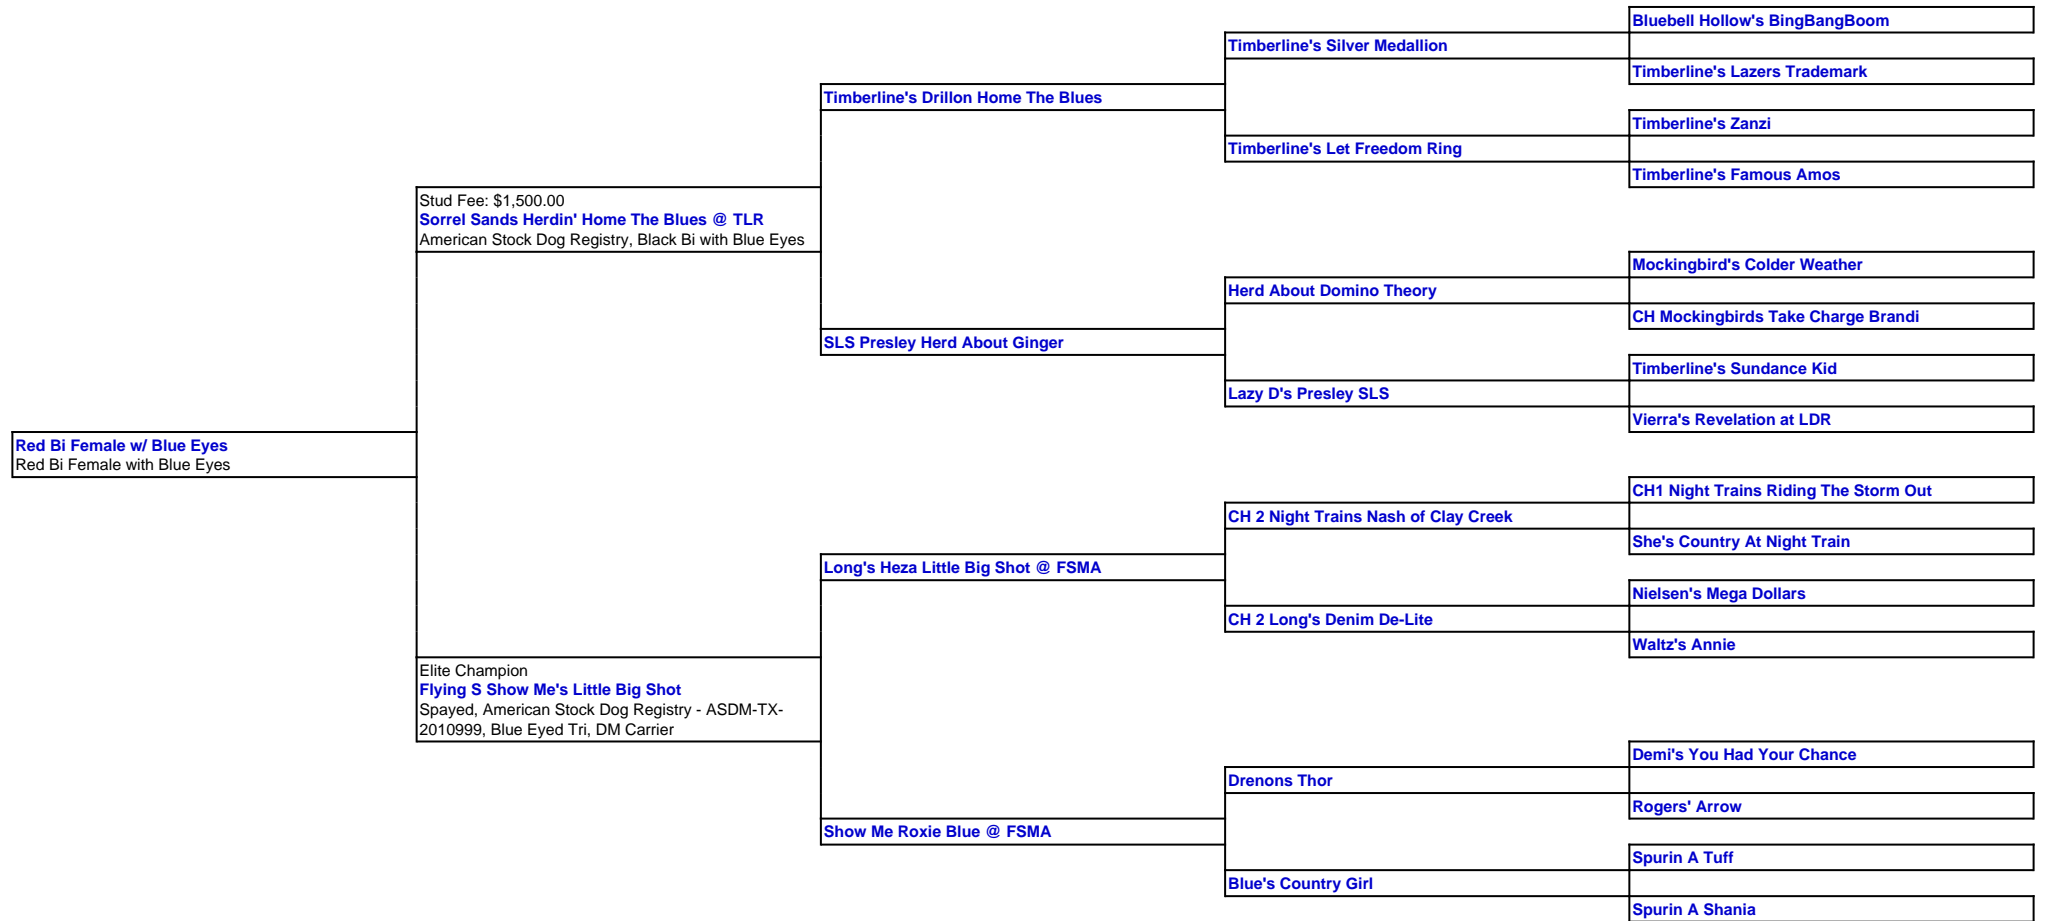 Bluebell Hollow's BingBangBoom
Timberline's Silver Medallion
Timberline's Lazers Trademark
Timberline's Drillon Home The Blues
Timberline's Zanzi
Timberline's Let Freedom Ring
Timberline's Famous Amos
Stud Fee: $1,500.00
Sorrel Sands Herdin' Home The Blues @ TLR
American Stock Dog Registry, Black Bi with Blue Eyes
Mockingbird's Colder Weather
Herd About Domino Theory
CH Mockingbirds Take Charge Brandi
SLS Presley Herd About Ginger
Timberline's Sundance Kid
Lazy D's Presley SLS
Vierra's Revelation at LDR
Red Bi Female w/ Blue Eyes
Red Bi Female with Blue Eyes
CH1 Night Trains Riding The Storm Out
CH 2 Night Trains Nash of Clay Creek
She's Country At Night Train
Long's Heza Little Big Shot @ FSMA
Nielsen's Mega Dollars
CH 2 Long's Denim De-Lite
Waltz's Annie
Elite Champion
Flying S Show Me's Little Big Shot
Spayed, American Stock Dog Registry - ASDM-TX-
2010999, Blue Eyed Tri, DM Carrier
Demi's You Had Your Chance
Drenons Thor
Rogers' Arrow
Show Me Roxie Blue @ FSMA
Spurin A Tuff
Blue's Country Girl
Spurin A Shania